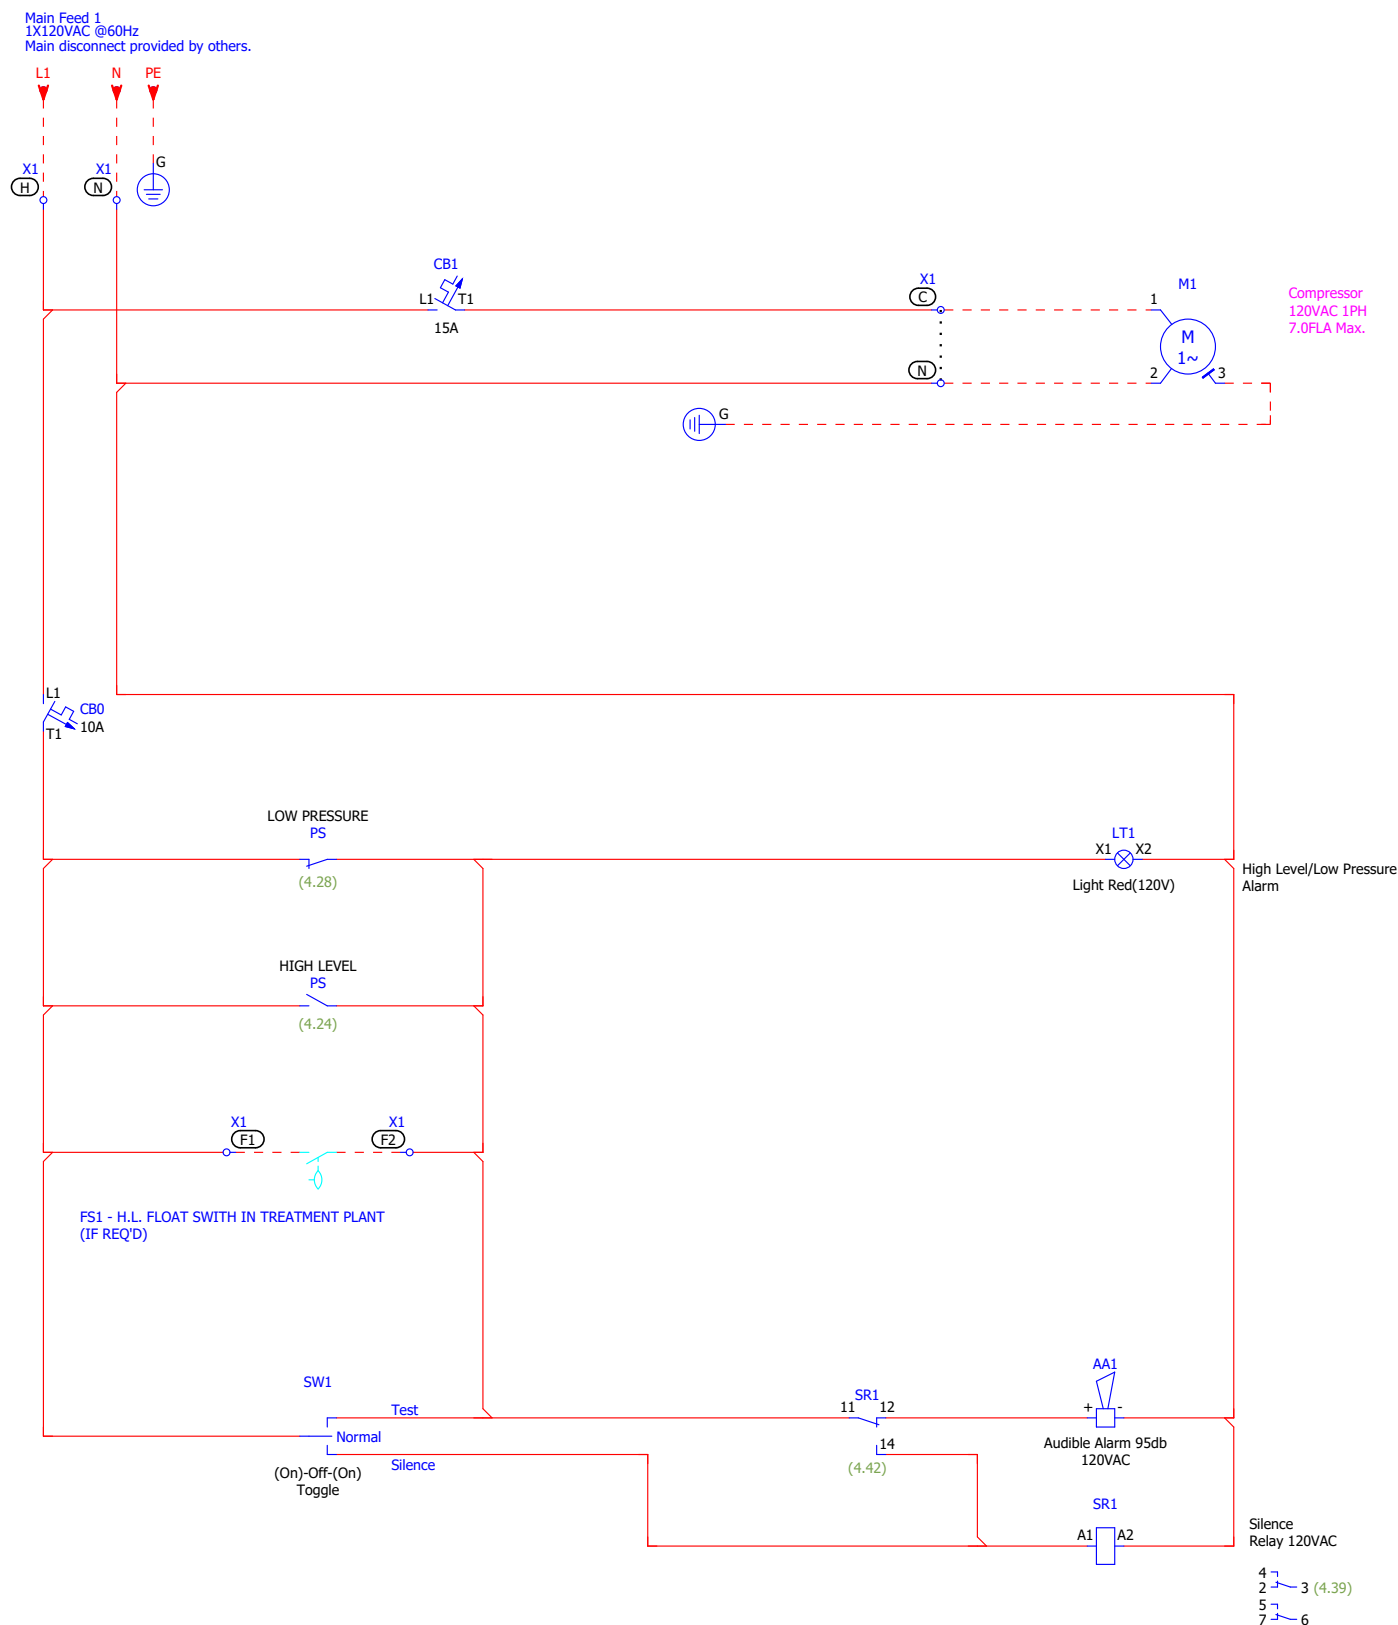 Main Feed 1
1X120VAC @60Hz
Main disconnect provided by others.
L1
N
PE
G
X1
H
X1
N
CB1
L1
T1
15A
X1
C
N
M1
1
M
1~
2
3
Compressor
120VAC 1PH
7.0FLA Max.
G
L1
CB0
10A
T1
LOW PRESSURE
PS
(4.28)
LT1
X1
X2
Light Red(120V)
High Level/Low Pressure
Alarm
HIGH LEVEL
PS
(4.24)
X1
F1
X1
F2
FS1 - H.L. FLOAT SWITH IN TREATMENT PLANT
(IF REQ'D)
SW1
Test
Normal
Silence
(On)-Off-(On)
Toggle
SR1
11
12
14
(4.42)
AA1
+
-
Audible Alarm 95db
120VAC
SR1
A1
A2
Silence
Relay 120VAC
4
2
3 (4.39)
5
7
6